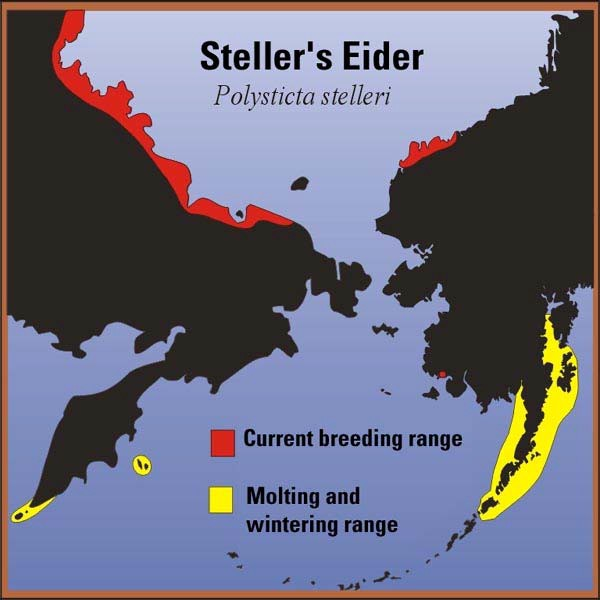 Steller's Eider
Polysticta stelleri
Current breeding range
Molting and
wintering range